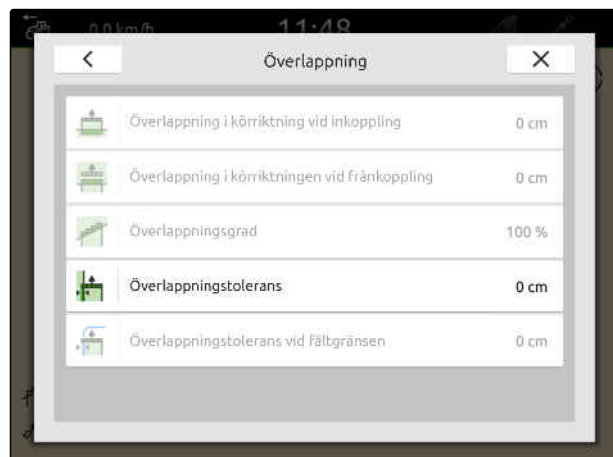 0.0 km/h
11:48
Överlappning
Överlappning i körriktning vid inkoppling
0 cm
Överlappning i körriktningen vid frånkoppling
0 cm
Överlappningsgrad
100 %
Överlappningstolerans
0 cm
Överlappningstolerans vid fältgränsen
0 cm